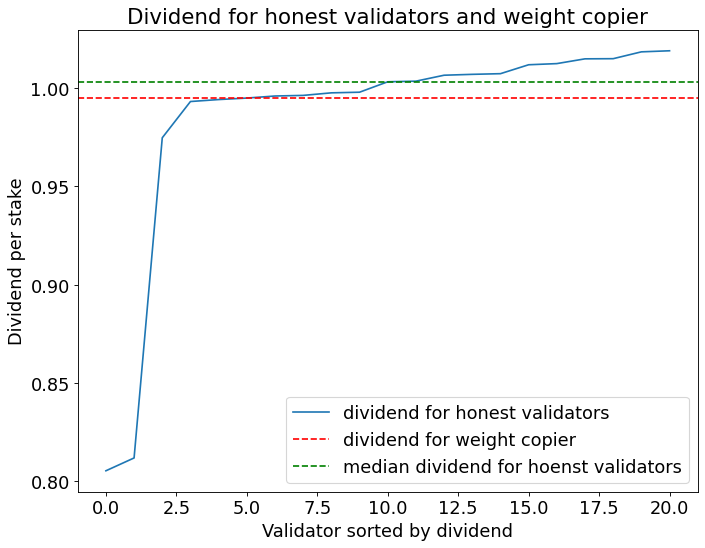 Dividend for honest validators and weight copier
Dividend per stake
1.00
0.95
0.90
0.85
0.80
dividend for honest validators
dividend for weight copier
median dividend for hoenst validators
0.0 2.5 5.0 7.5 10.0 12.5 15.0 17.5 20.0
Validator sorted by dividend